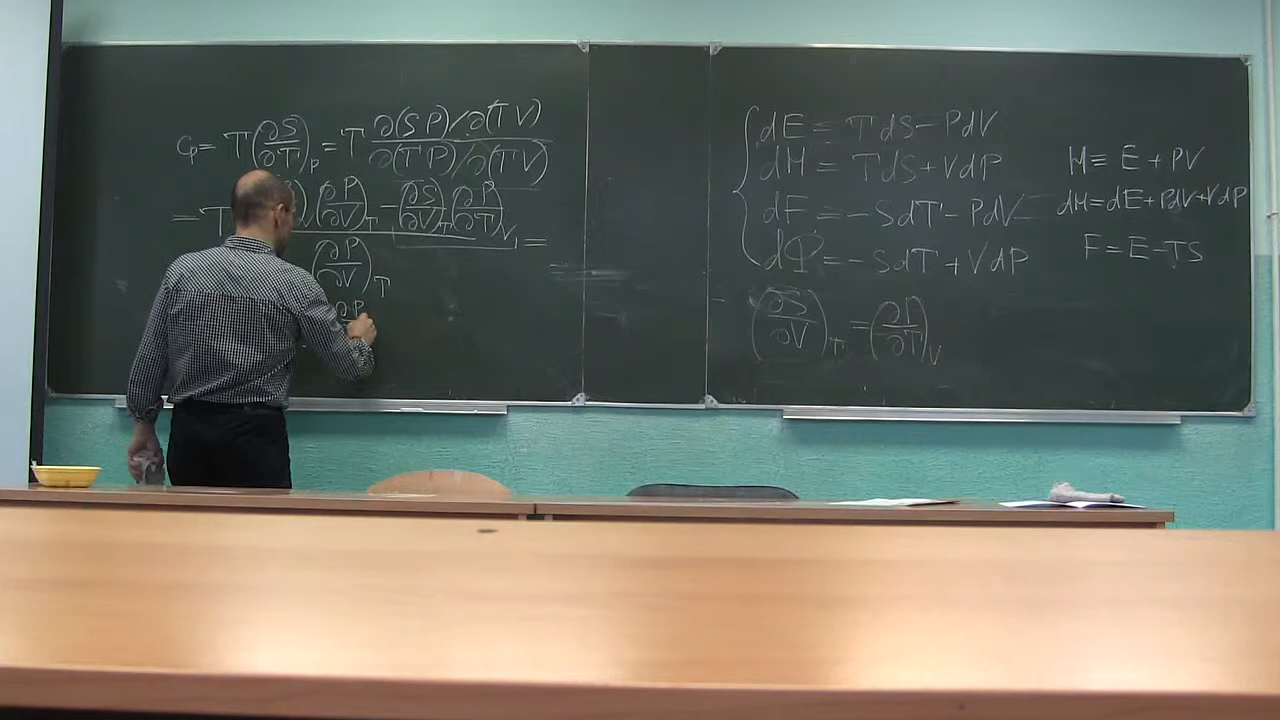 Cp = T(∂S/∂T)_P = T ∂(S P)/∂(T V) / ∂(T P)/∂(T V)
= T (∂P/∂V)_T − (∂S/∂V)_T (∂P/∂T)_V =
(∂P/∂V)_T
∂P
dE = TdS − PdV
dH = TdS + VdP
dF = −SdT − PdV
dΦ = −SdT + VdP
(∂S/∂V)_T = (∂P/∂T)_V
H ≡ E + PV
dH = dE + PdV + VdP
F = E − TS